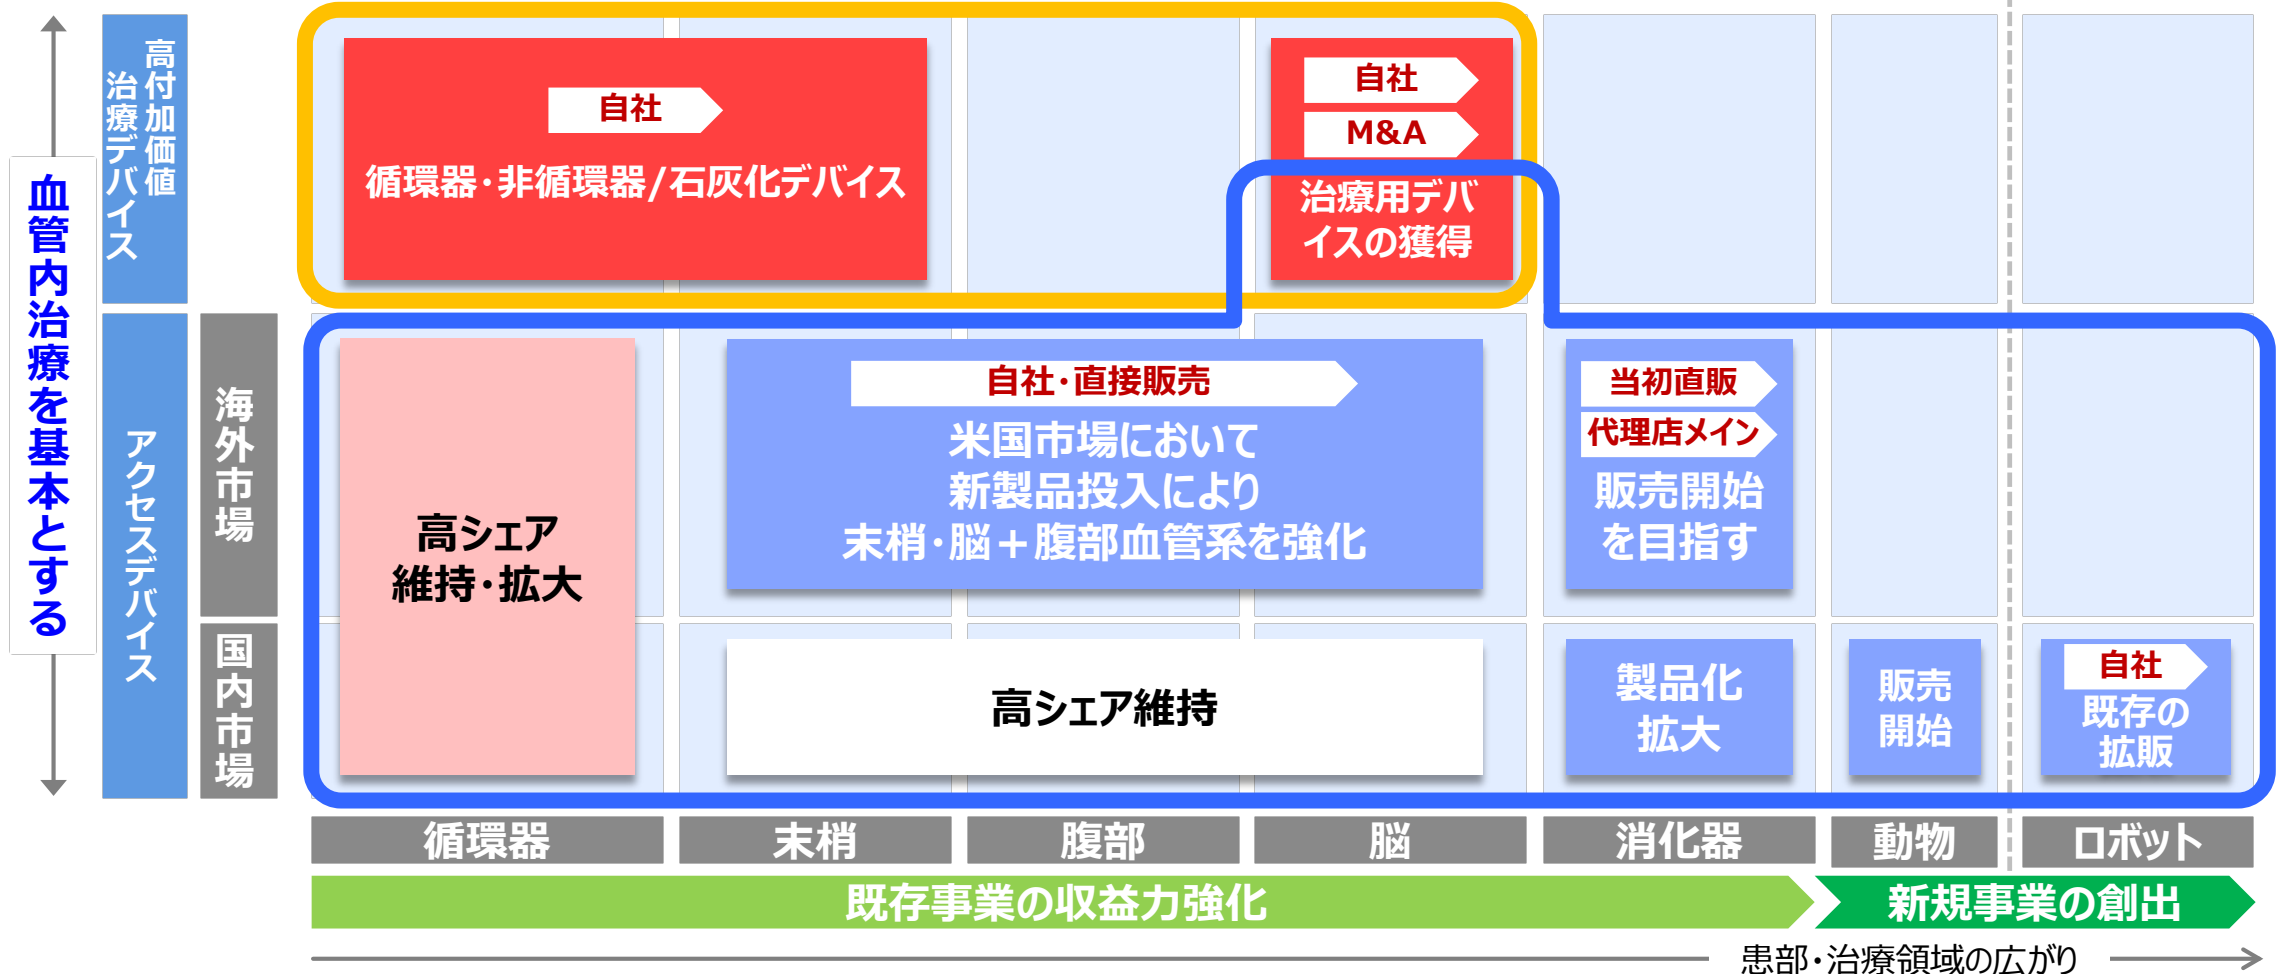 血管内治療を基本とする
高付加価値
治療デバイス
アクセスデバイス
海外市場
国内市場
自社
循環器・非循環器/石灰化デバイス
自社
M&A
治療用デバ
イスの獲得
高シェア
維持・拡大
自社・直接販売
米国市場において
新製品投入により
末梢・脳＋腹部血管系を強化
当初直販
代理店メイン
販売開始
を目指す
高シェア維持
製品化
拡大
販売
開始
自社
既存の
拡販
循環器
末梢
腹部
脳
消化器
動物
ロボット
既存事業の収益力強化
新規事業の創出
患部・治療領域の広がり